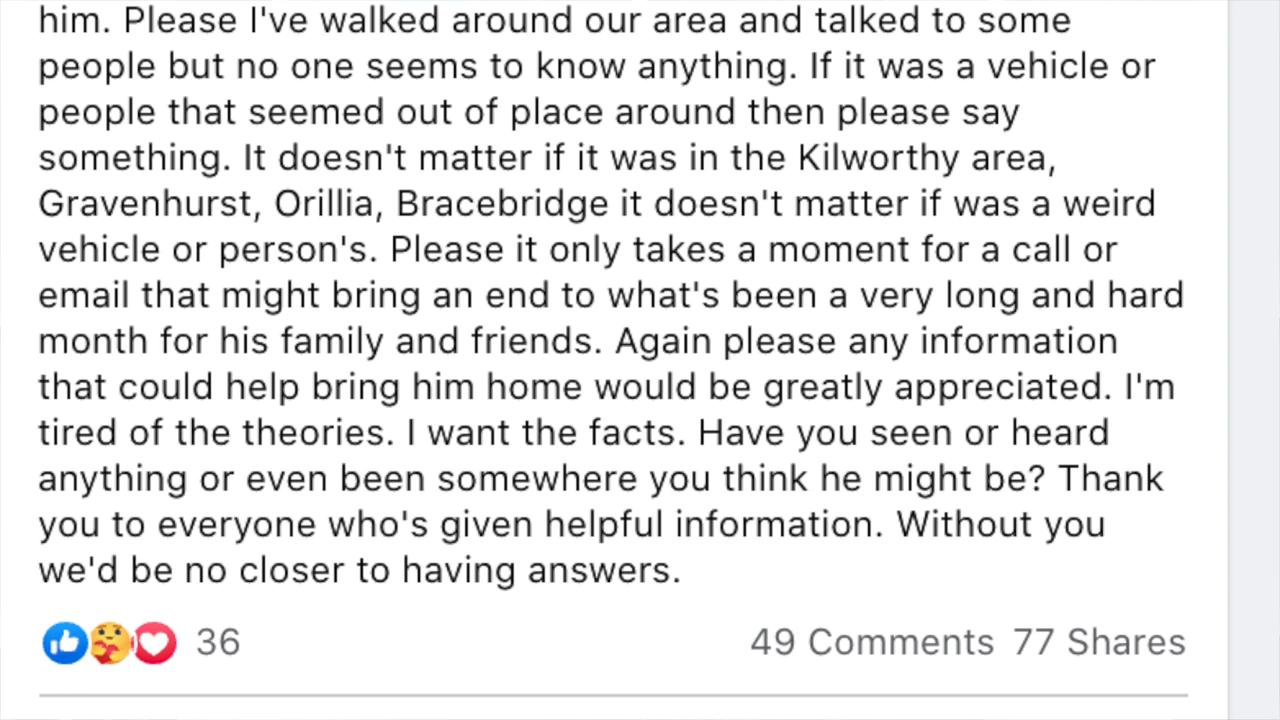 him. Please I've walked around our area and talked to some
people but no one seems to know anything. If it was a vehicle or
people that seemed out of place around then please say
something. It doesn't matter if it was in the Kilworthy area,
Gravenhurst, Orillia, Bracebridge it doesn't matter if was a weird
vehicle or person's. Please it only takes a moment for a call or
email that might bring an end to what's been a very long and hard
month for his family and friends. Again please any information
that could help bring him home would be greatly appreciated. I'm
tired of the theories. I want the facts. Have you seen or heard
anything or even been somewhere you think he might be? Thank
you to everyone who's given helpful information. Without you
we'd be no closer to having answers.
36 49 Comments 77 Shares